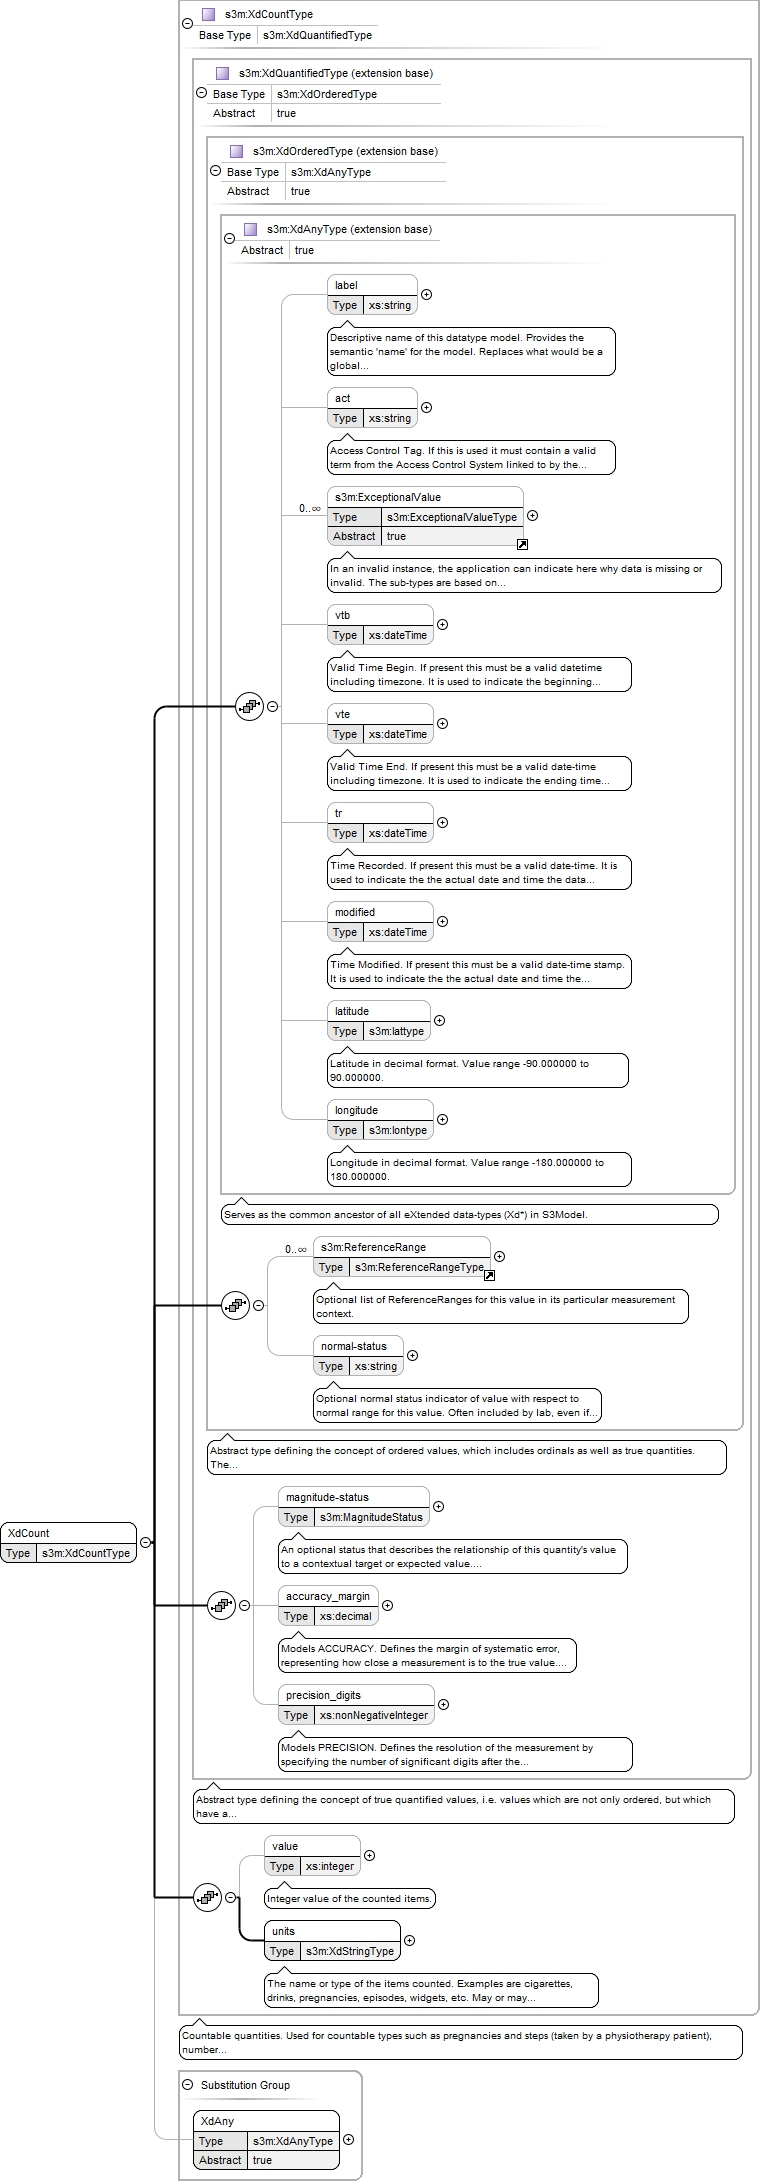 s3m:XdCountType
Base Type s3m:XdQuantifiedType
s3m:XdQuantifiedType (extension base)
Base Type s3m:XdOrderedType
Abstract true
s3m:XdOrderedType (extension base)
Base Type s3m:XdAnyType
Abstract true
s3m:XdAnyType (extension base)
Abstract true
label
Type xs:string
Descriptive name of this datatype model. Provides the
semantic 'name' for the model. Replaces what would be a
global...
act
Type xs:string
Access Control Tag. If this is used it must contain a valid
term from the Access Control System linked to by the...
0..∞
s3m:ExceptionalValue
Type s3m:ExceptionalValueType
Abstract true
In an invalid instance, the application can indicate here why data is missing or
invalid. The sub-types are based on...
vtb
Type xs:dateTime
Valid Time Begin. If present this must be a valid datetime
including timezone. It is used to indicate the beginning...
vte
Type xs:dateTime
Valid Time End. If present this must be a valid date-time
including timezone. It is used to indicate the ending time...
tr
Type xs:dateTime
Time Recorded. If present this must be a valid date-time. It is
used to indicate the the actual date and time the data...
modified
Type xs:dateTime
Time Modified. If present this must be a valid date-time stamp.
It is used to indicate the the actual date and time the...
latitude
Type s3m:lattype
Latitude in decimal format. Value range -90.000000 to
90.000000.
longitude
Type s3m:lontype
Longitude in decimal format. Value range -180.000000 to
180.000000.
Serves as the common ancestor of all eXtended data-types (Xd*) in S3Model.
0..∞
s3m:ReferenceRange
Type s3m:ReferenceRangeType
Optional list of ReferenceRanges for this value in its particular measurement
context.
normal-status
Type xs:string
Optional normal status indicator of value with respect to
normal range for this value. Often included by lab, even if...
Abstract type defining the concept of ordered values, which includes ordinals as well as true quantities.
The...
magnitude-status
Type s3m:MagnitudeStatus
An optional status that describes the relationship of this quantity's value
to a contextual target or expected value....
XdCount
Type s3m:XdCountType
accuracy_margin
Type xs:decimal
Models ACCURACY. Defines the margin of systematic error,
representing how close a measurement is to the true value....
precision_digits
Type xs:nonNegativeInteger
Models PRECISION. Defines the resolution of the measurement by
specifying the number of significant digits after the...
Abstract type defining the concept of true quantified values, i.e. values which are not only ordered, but which
have a...
value
Type xs:integer
Integer value of the counted items.
units
Type s3m:XdStringType
The name or type of the items counted. Examples are cigarettes,
drinks, pregnancies, episodes, widgets, etc. May or may...
Countable quantities. Used for countable types such as pregnancies and steps (taken by a physiotherapy patient),
number...
Substitution Group
XdAny
Type s3m:XdAnyType
Abstract true